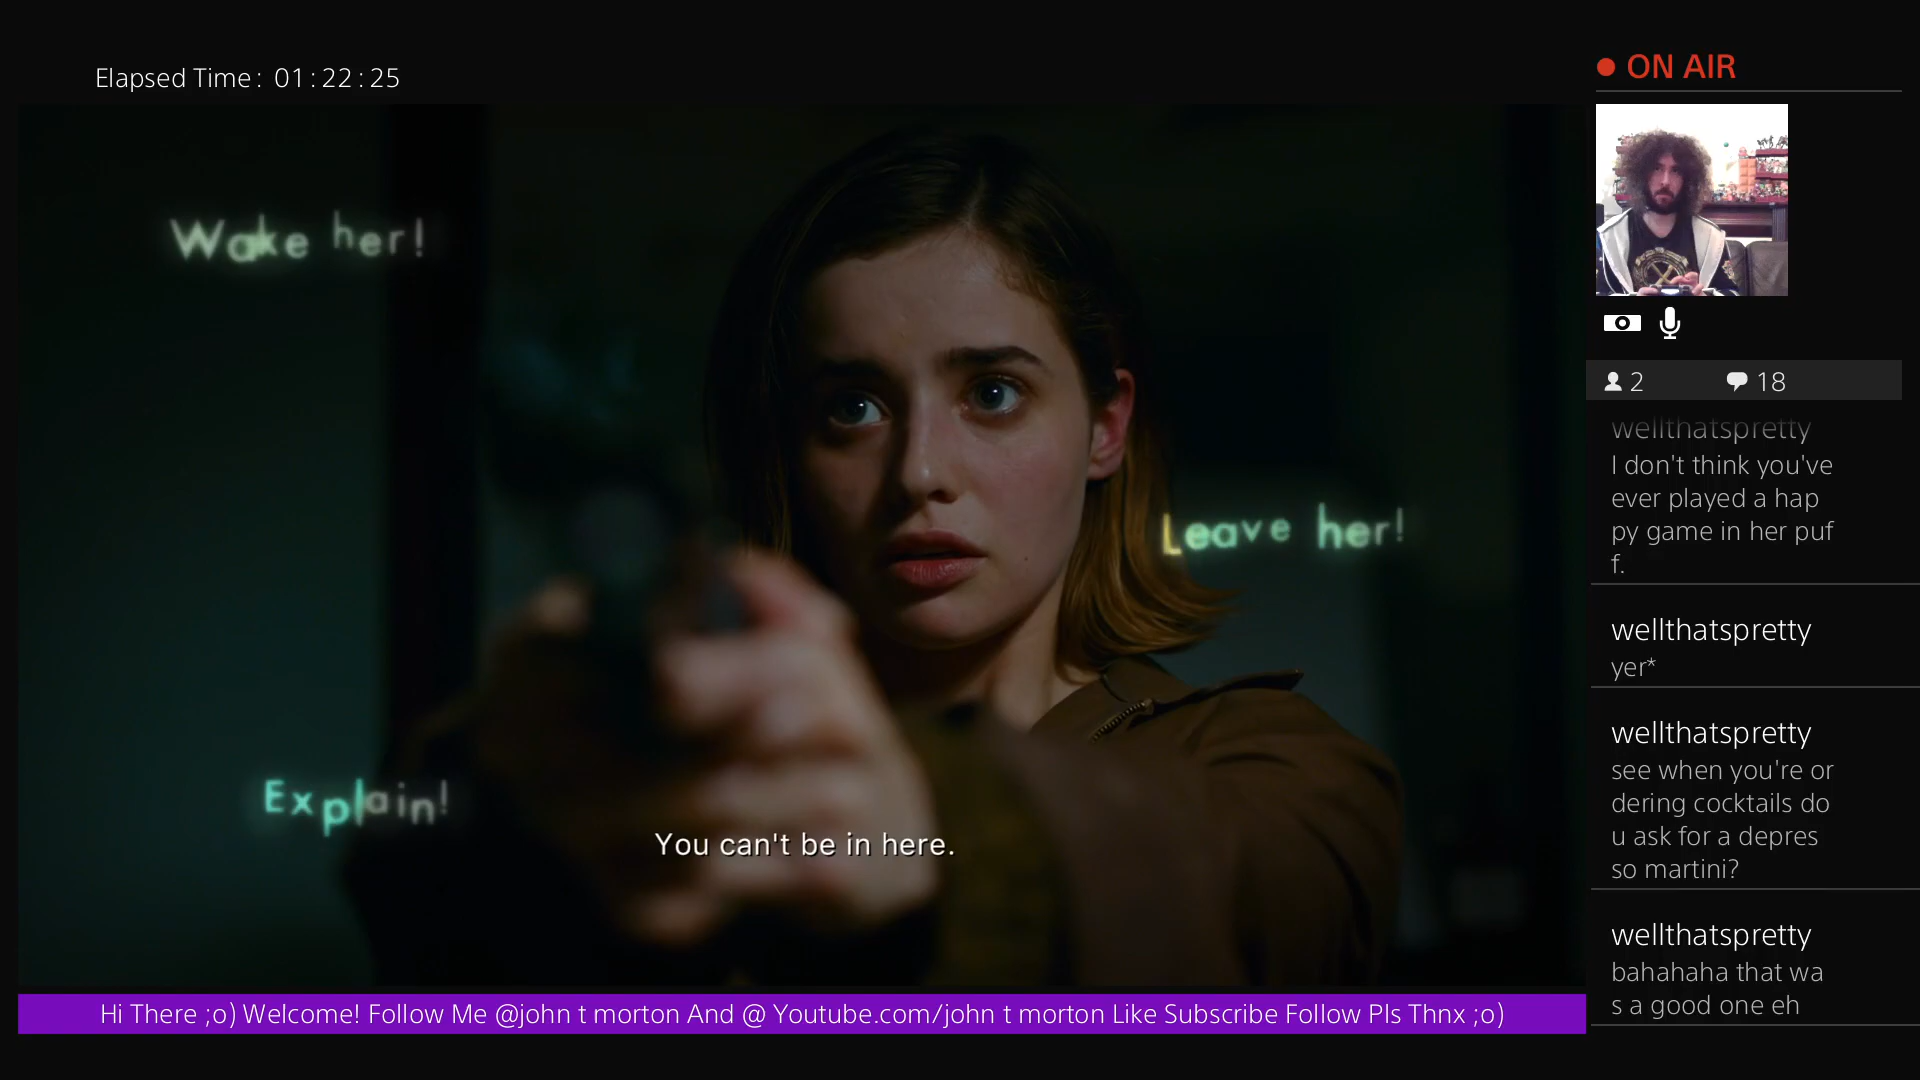 Elapsed Time: 01:22:25
ON AIR
Wake her!
Leave her!
Explain!
You can't be in here.
2
18
wellthatspretty
I don't think you've
ever played a hap
py game in her puf
f.
wellthatspretty
yer*
wellthatspretty
see when you're or
dering cocktails do
u ask for a depres
so martini?
wellthatspretty
bahahaha that wa
s a good one eh
Hi There ;o) Welcome! Follow Me @john t morton And @ Youtube.com/john t morton Like Subscribe Follow Pls Thnx ;o)